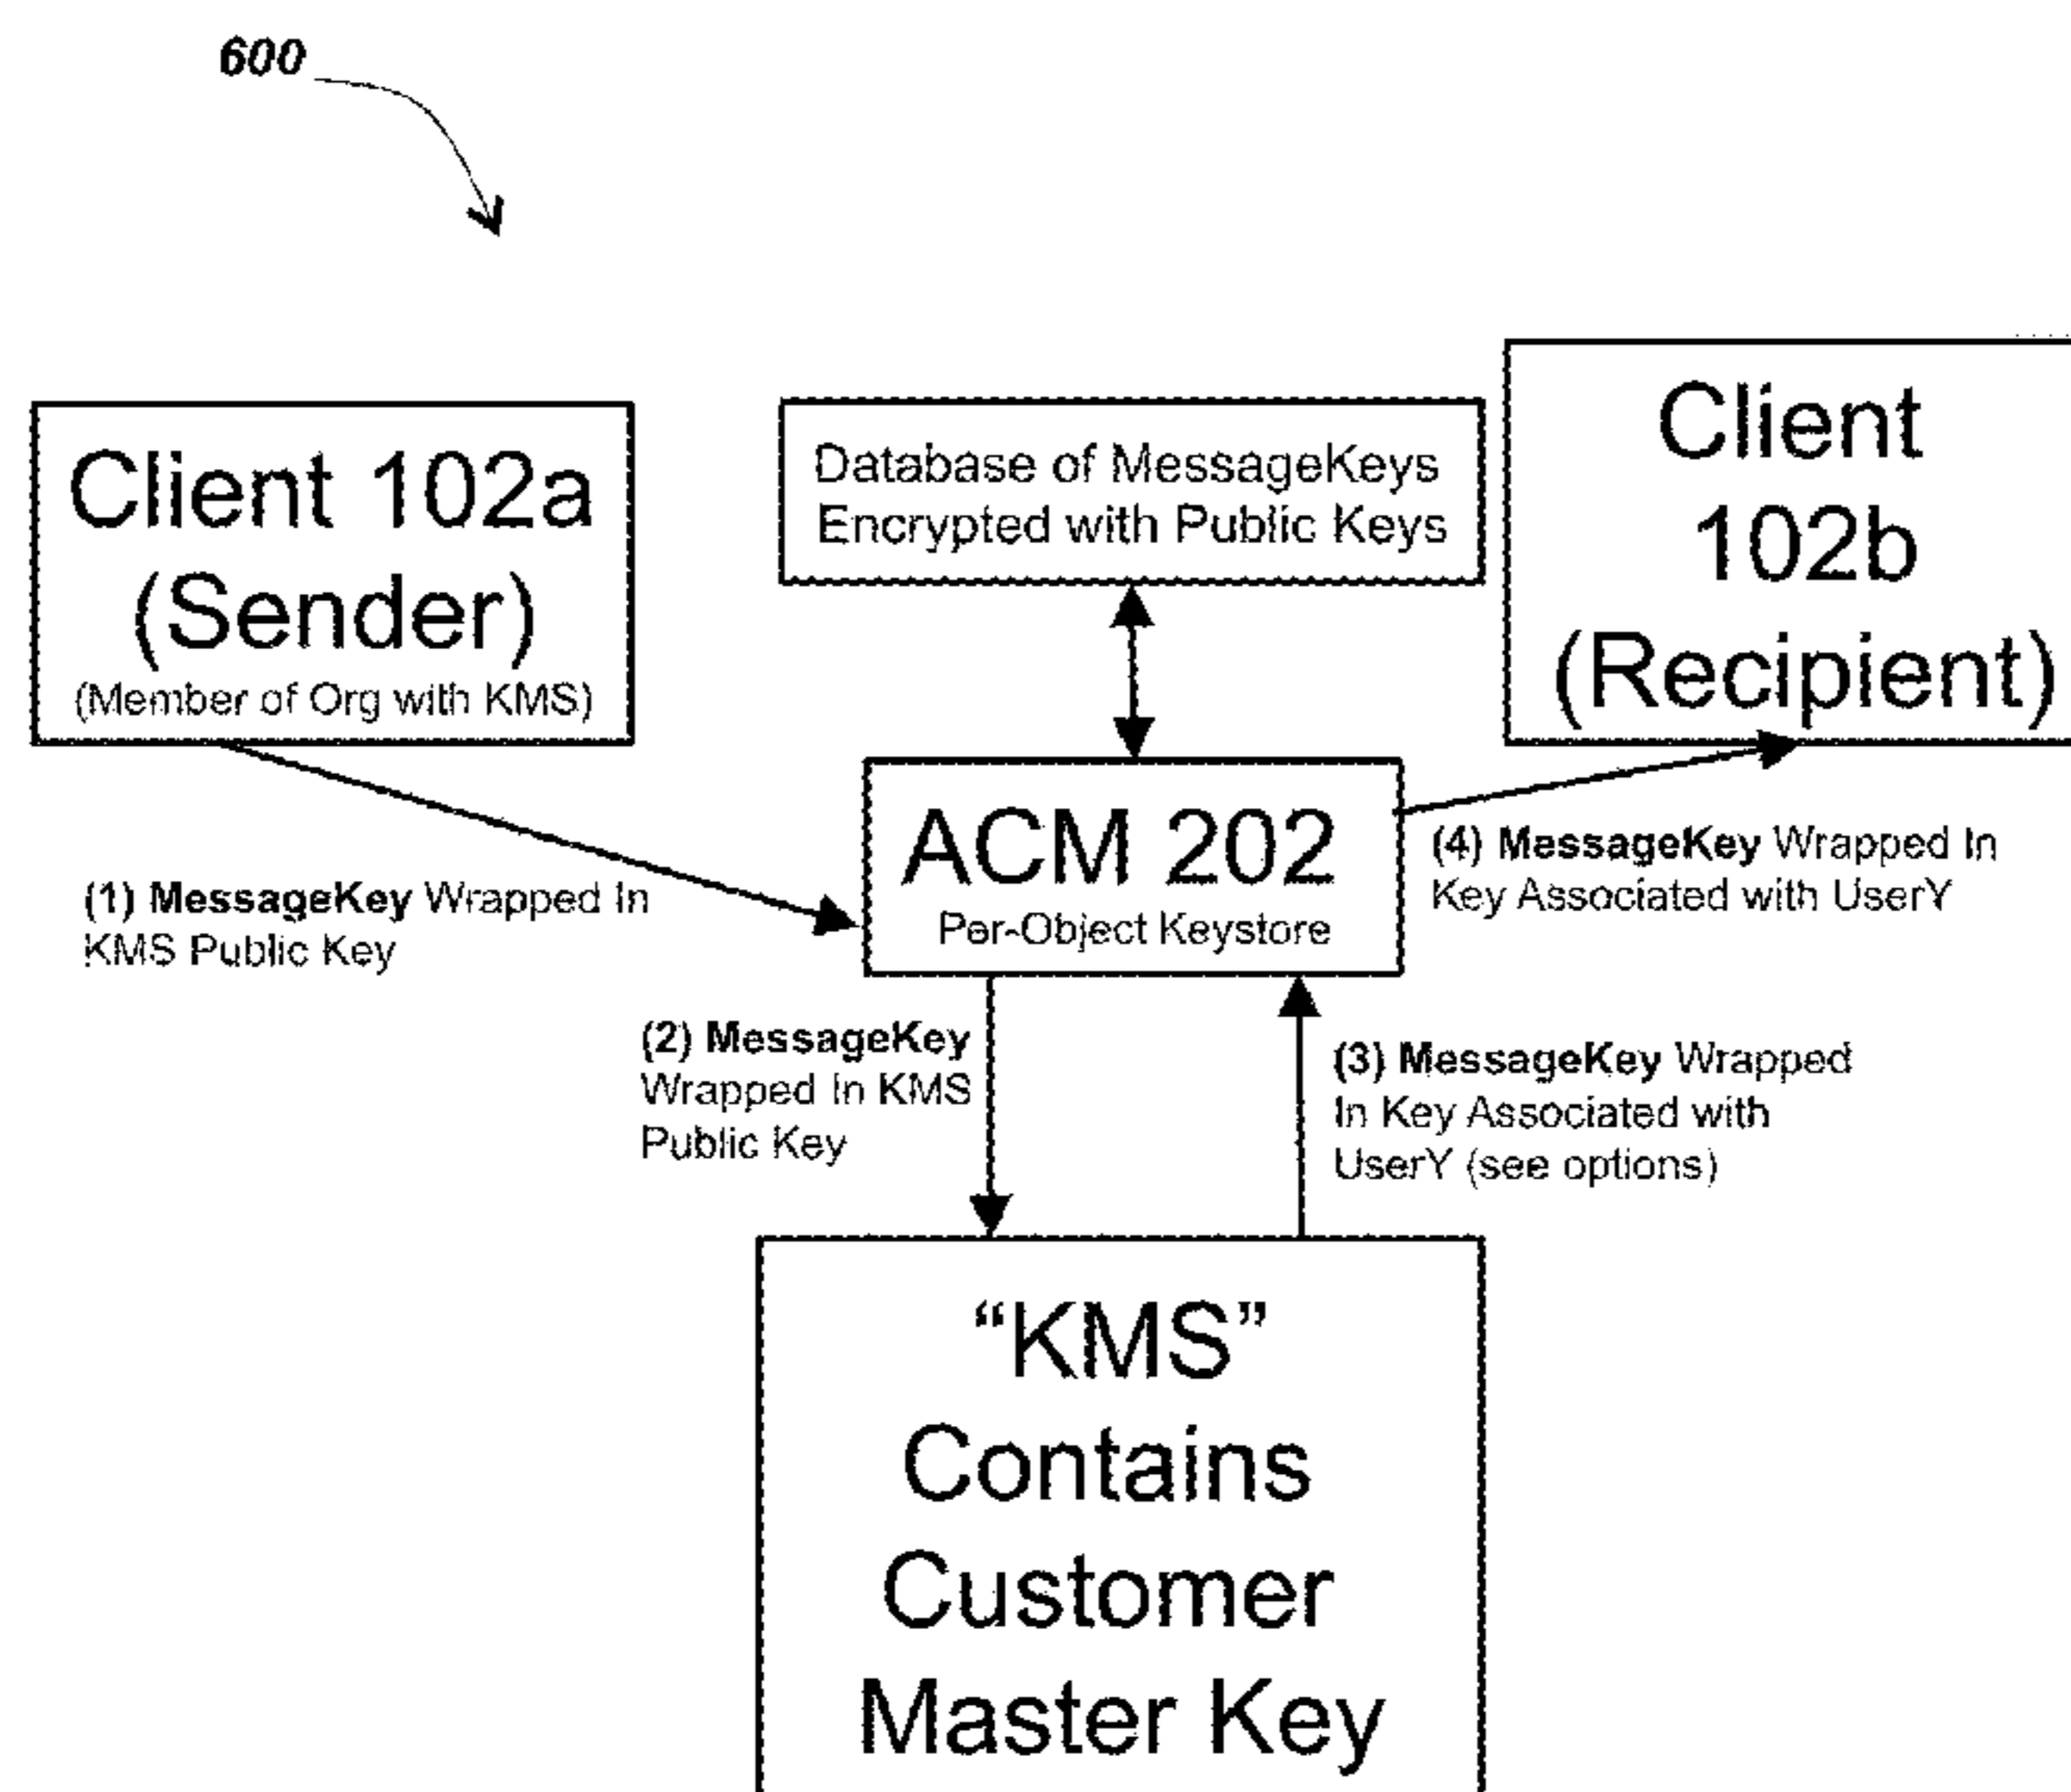 600
Client 102a
(Sender)
(Member of Org with KMS)
Database of MessageKeys
Encrypted with Public Keys
Client
102b
(Recipient)
ACM 202
Per-Object Keystore
(1) MessageKey Wrapped In
KMS Public Key
(4) MessageKey Wrapped In
Key Associated with UserY
(2) MessageKey
Wrapped In KMS
Public Key
(3) MessageKey Wrapped
In Key Associated with
UserY (see options)
“KMS”
Contains
Customer
Master Key